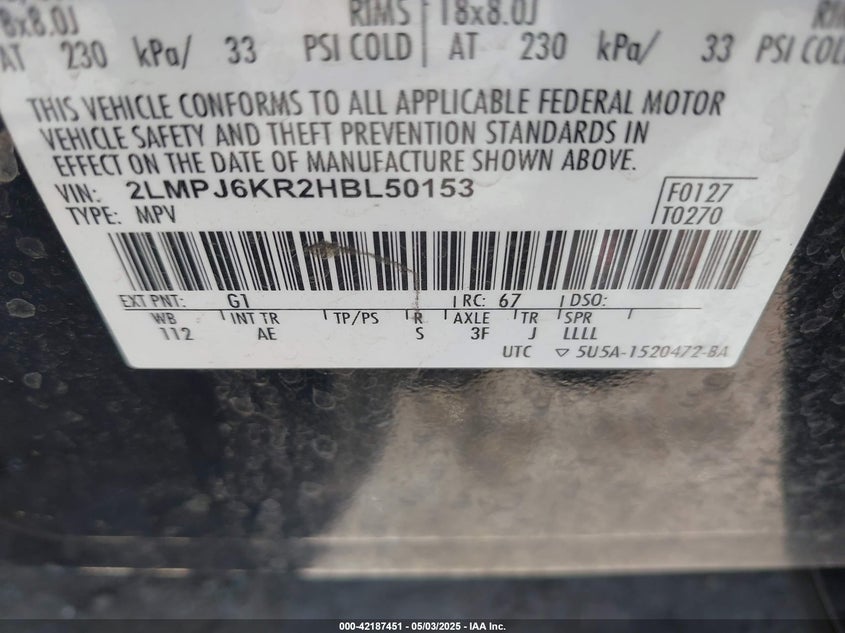 8x8.0J RIMS 18x8.0J
AT 230 kPa/ 33 PSI COLD AT 230 kPa/ 33 PSI COLD
THIS VEHICLE CONFORMS TO ALL APPLICABLE FEDERAL MOTOR
VEHICLE SAFETY AND THEFT PREVENTION STANDARDS IN
EFFECT ON THE DATE OF MANUFACTURE SHOWN ABOVE.
VIN: 2LMPJ6KR2HBL50153 F0127
TYPE: MPV T0270
EXT PNT: G1 RC: 67 DSO:
WB INT TR TP/PS R AXLE TR SPR
112 AE S 3F J LLLL
UTC ▽ 5U5A-1520472-BA
000-42187451 | 05/03/2025 | IAA Inc.